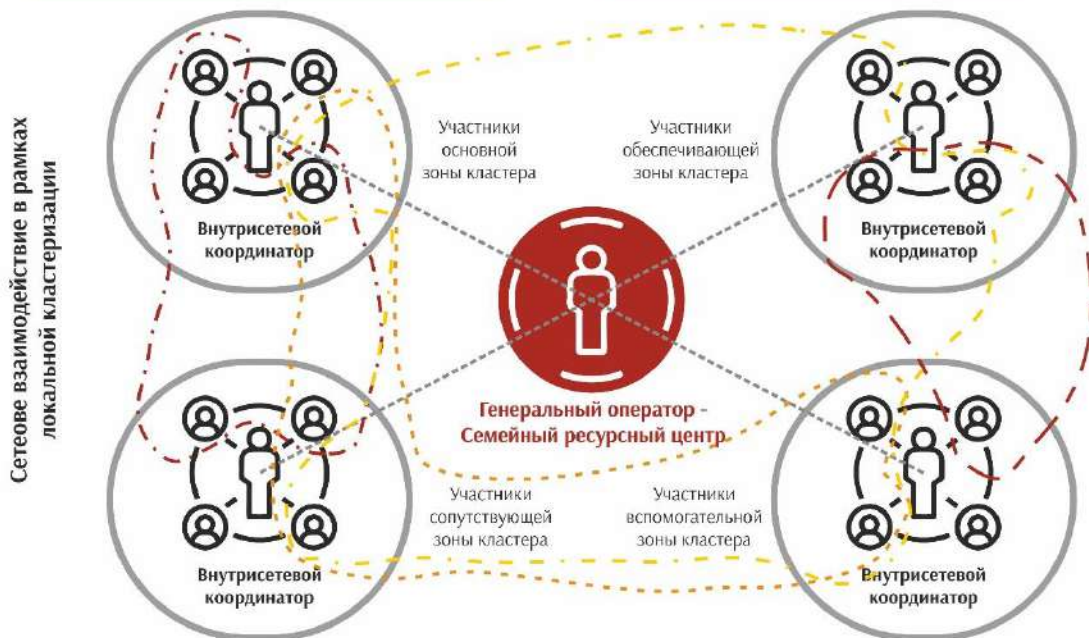 Сетеове взаимодействие в рамках
локальной кластеризации
Внутрисетевой
координатор
Участники
основной
зоны кластера
Участники
обеспечивающей
зоны кластера
Внутрисетевой
координатор
Генеральный оператор -
Семейный ресурсный центр
Внутрисетевой
координатор
Участники
сопутствующей
зоны кластера
Участники
вспомогательной
зоны кластера
Внутрисетевой
координатор